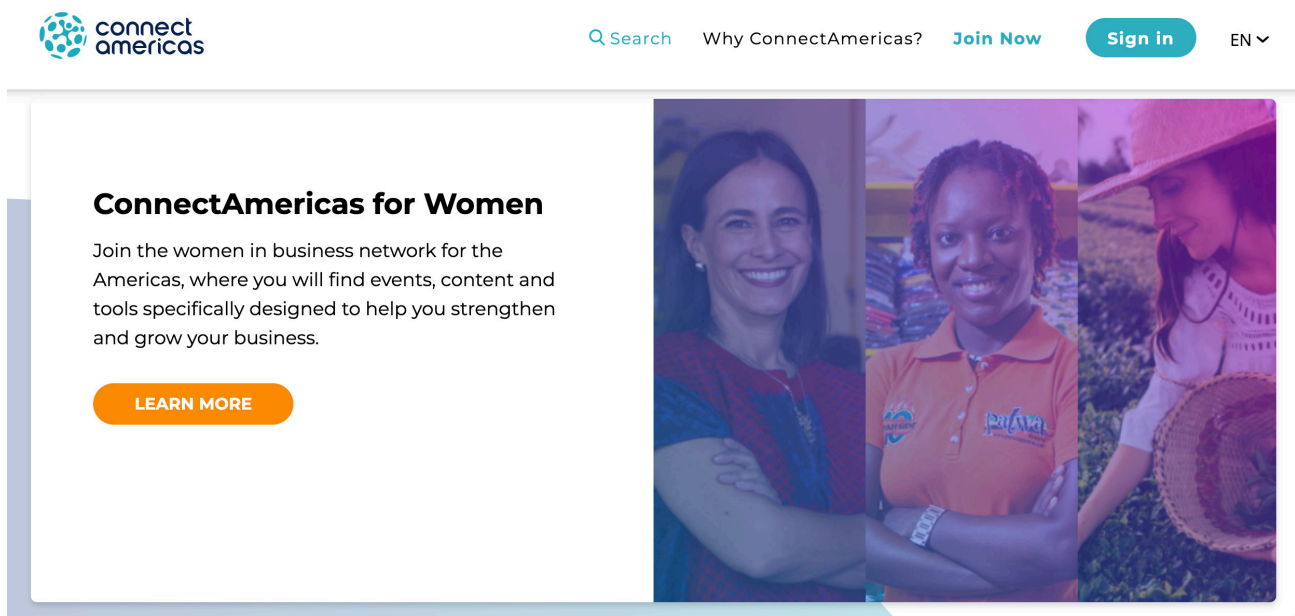 connect
americas
Search Why ConnectAmericas? Join Now Sign in EN
ConnectAmericas for Women
Join the women in business network for the
Americas, where you will find events, content and
tools specifically designed to help you strengthen
and grow your business.
LEARN MORE
patwa